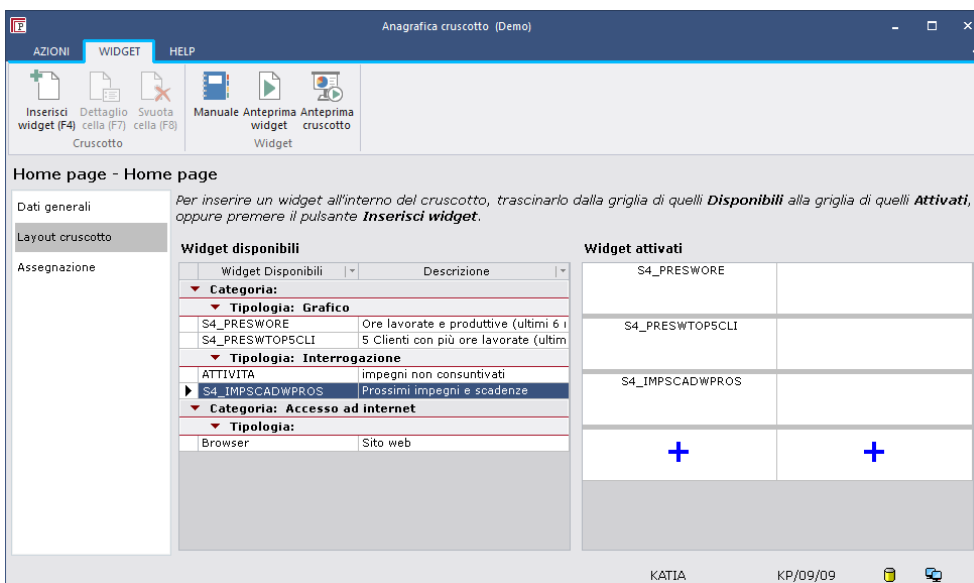 P
Anagrafica cruscotto (Demo)
AZIONI WIDGET HELP
Inserisci widget (F4)
Dettaglio cella (F7)
Svuota cella (F8)
Manuale
Anteprima widget
Anteprima cruscotto
Cruscotto
Widget
Home page - Home page
Dati generali
Layout cruscotto
Assegnazione
Per inserire un widget all'interno del cruscotto, trascinarlo dalla griglia di quelli Disponibili alla griglia di quelli Attivati,
oppure premere il pulsante Inserisci widget.
Widget disponibili
Widget Disponibili Descrizione
Categoria:
Tipologia: Grafico
S4_PRESWORE Ore lavorate e produttive (ultimi 6
S4_PRESWTOP5CLI 5 Clienti con più ore lavorate (ultim
Tipologia: Interrogazione
ATTIVITA impegni non consuntivati
S4_IMPSCADWPROS Prossimi impegni e scadenze
Categoria: Accesso ad internet
Tipologia:
Browser Sito web
Widget attivati
S4_PRESWORE
S4_PRESWTOP5CLI
S4_IMPSCADWPROS
KATIA KP/09/09